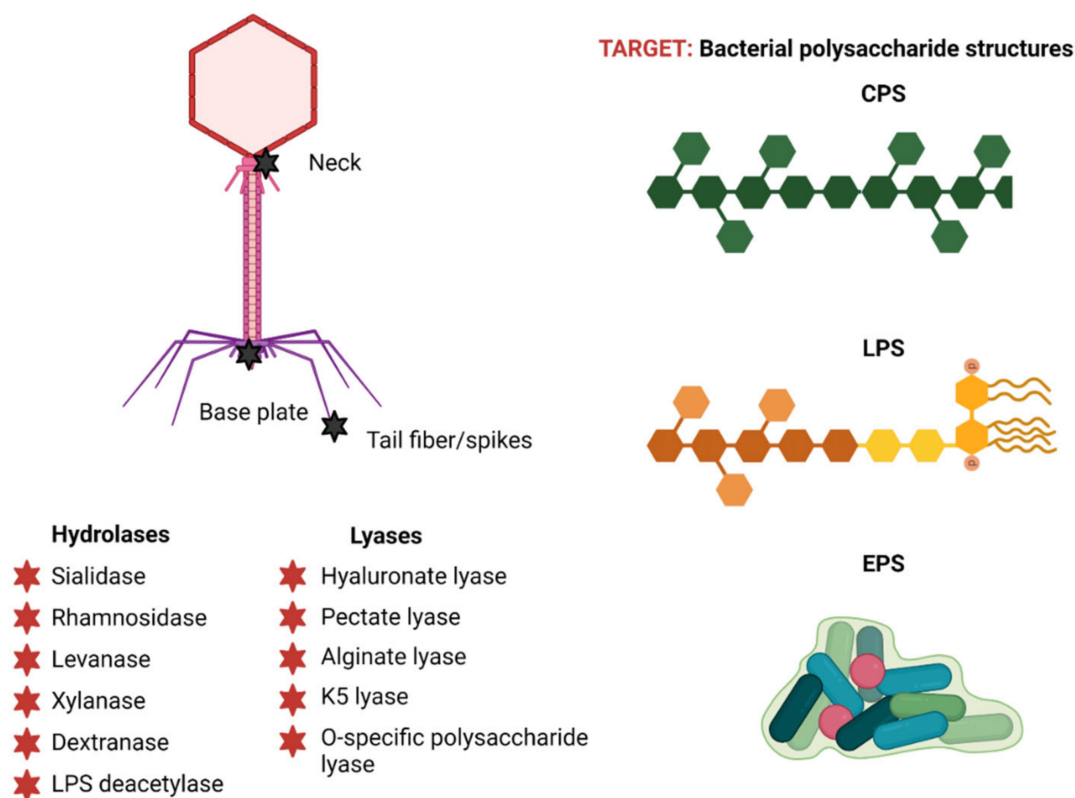 Neck
Base plate
Tail fiber/spikes
Hydrolases
Sialidase
Rhamnosidase
Levanase
Xylanase
Dextranase
LPS deacetylase
Lyases
Hyaluronate lyase
Pectate lyase
Alginate lyase
K5 lyase
O-specific polysaccharide
lyase
TARGET: Bacterial polysaccharide structures
CPS
LPS
p
p
EPS